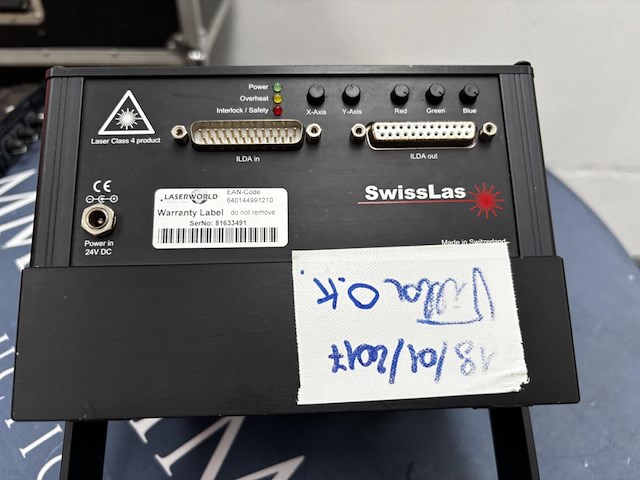 Power
Overheat
Interlock / Safety
X-Axis
Y-Axis
Red
Green
Blue
Laser Class 4 product
ILDA in
ILDA out
CE
Power in
24V DC
LASERWORLD
EAN-Code
640144991210
Warranty Label do not remove
SerNo: 81633491
SwissLas
Made in Switzerland
18/01/2017
O.K.